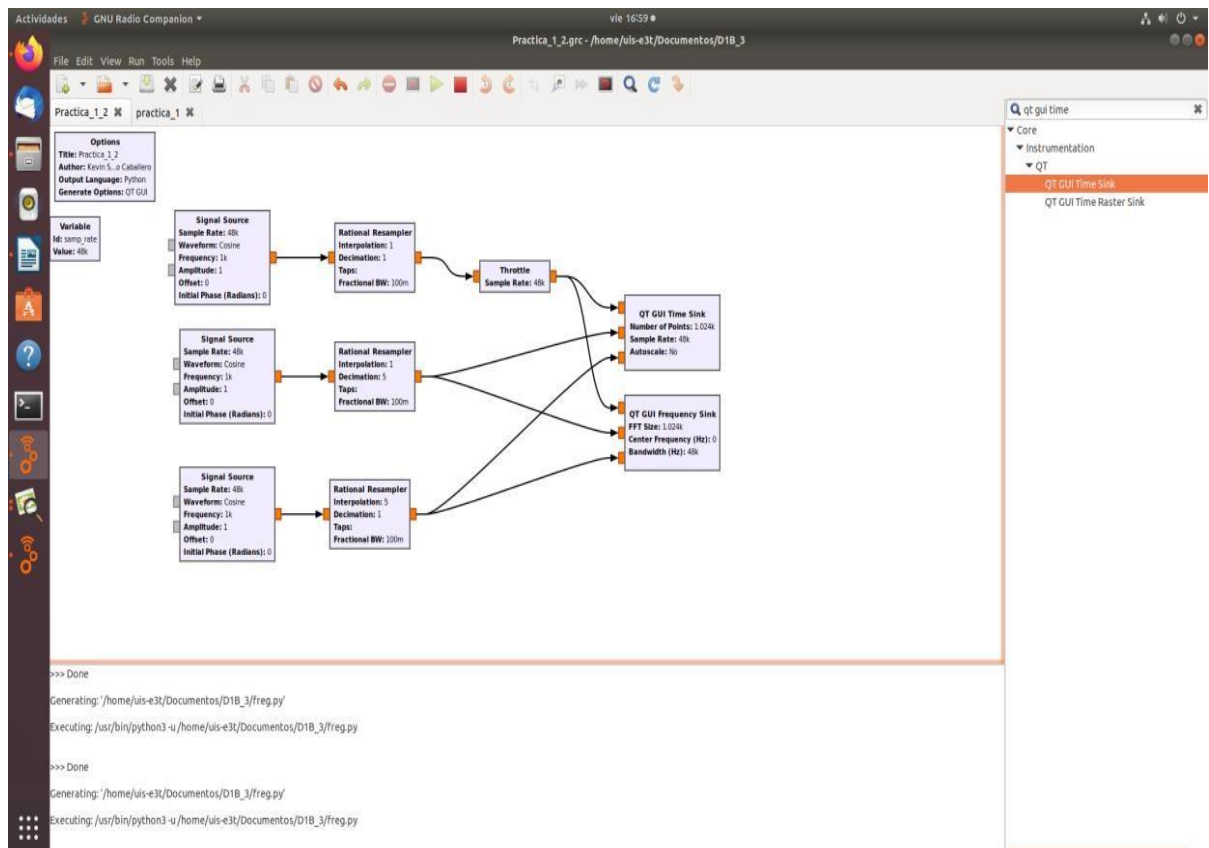 Actividades GNU Radio Companion ▾ vie 16:59 ●
Practica_1_2.grc - /home/uis-e3t/Documentos/D1B_3
File Edit View Run Tools Help
Practica_1_2 ✖ practica_1 ✖
qt gui time
Options
Title: Practica_1_2
Author: Kevin S...o Caballero
Output Language: Python
Generate Options: QT GUI
Variable
Id: samp_rate
Value: 48k
Signal Source
Sample Rate: 48k
Waveform: Cosine
Frequency: 1k
Amplitude: 1
Offset: 0
Initial Phase (Radians): 0
Rational Resampler
Interpolation: 1
Decimation: 1
Taps:
Fractional BW: 100m
Throttle
Sample Rate: 48k
QT GUI Time Sink
Number of Points: 1.024k
Sample Rate: 48k
Autoscale: No
Signal Source
Sample Rate: 48k
Waveform: Cosine
Frequency: 1k
Amplitude: 1
Offset: 0
Initial Phase (Radians): 0
Rational Resampler
Interpolation: 1
Decimation: 5
Taps:
Fractional BW: 100m
QT GUI Frequency Sink
FFT Size: 1.024k
Center Frequency (Hz): 0
Bandwidth (Hz): 48k
Signal Source
Sample Rate: 48k
Waveform: Cosine
Frequency: 1k
Amplitude: 1
Offset: 0
Initial Phase (Radians): 0
Rational Resampler
Interpolation: 5
Decimation: 1
Taps:
Fractional BW: 100m
▾ Core
▾ Instrumentation
▾ QT
QT GUI Time Sink
QT GUI Time Raster Sink
>>> Done
Generating: '/home/uis-e3t/Documentos/D1B_3/freg.py'
Executing: /usr/bin/python3 -u /home/uis-e3t/Documentos/D1B_3/freg.py
>>> Done
Generating: '/home/uis-e3t/Documentos/D1B_3/freg.py'
Executing: /usr/bin/python3 -u /home/uis-e3t/Documentos/D1B_3/freg.py